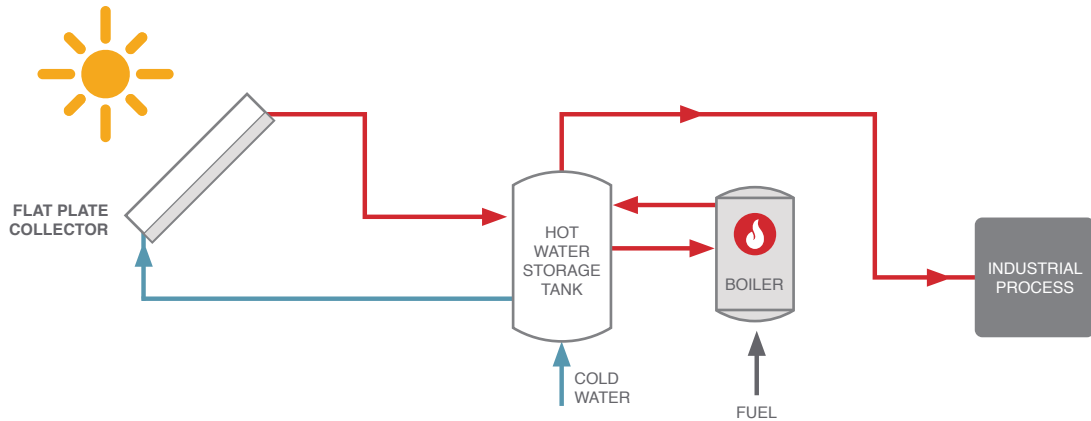 FLAT PLATE
COLLECTOR
HOT
WATER
STORAGE
TANK
BOILER
INDUSTRIAL
PROCESS
COLD
WATER
FUEL